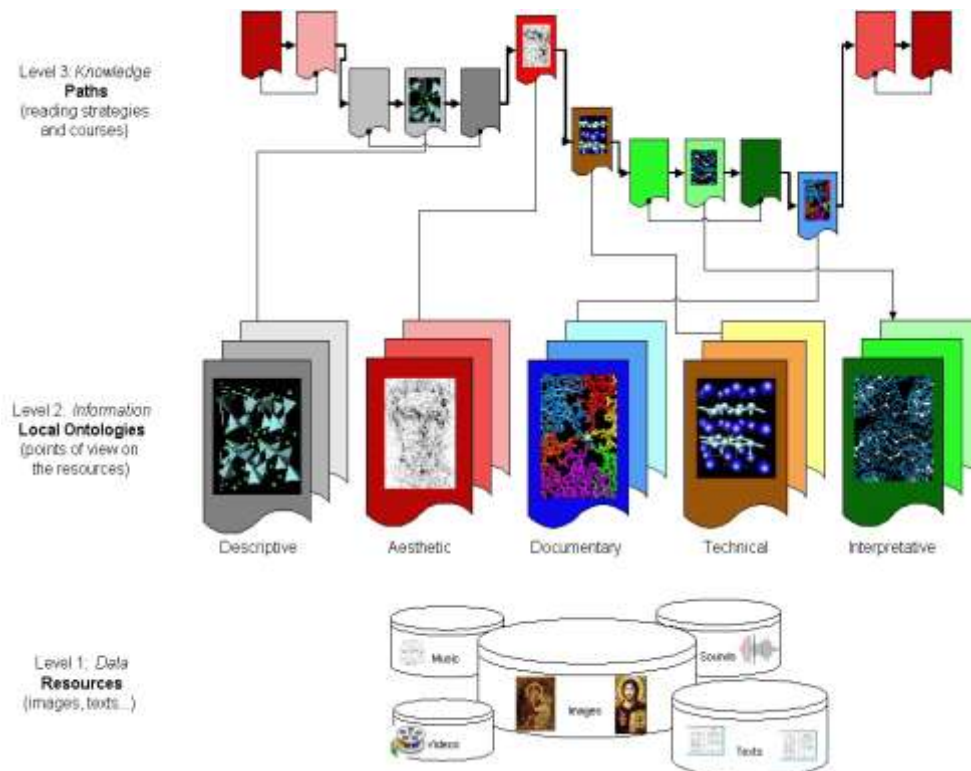 Level 3: Knowledge
Paths
(reading strategies
and courses)
Level 2: Information
Local Ontologies
(points of view on
the resources)
Descriptive
Aesthetic
Documentary
Technical
Interpretative
Level 1: Data
Resources
(images, texts...)
Music
Sounds
Images
Videos
Texts